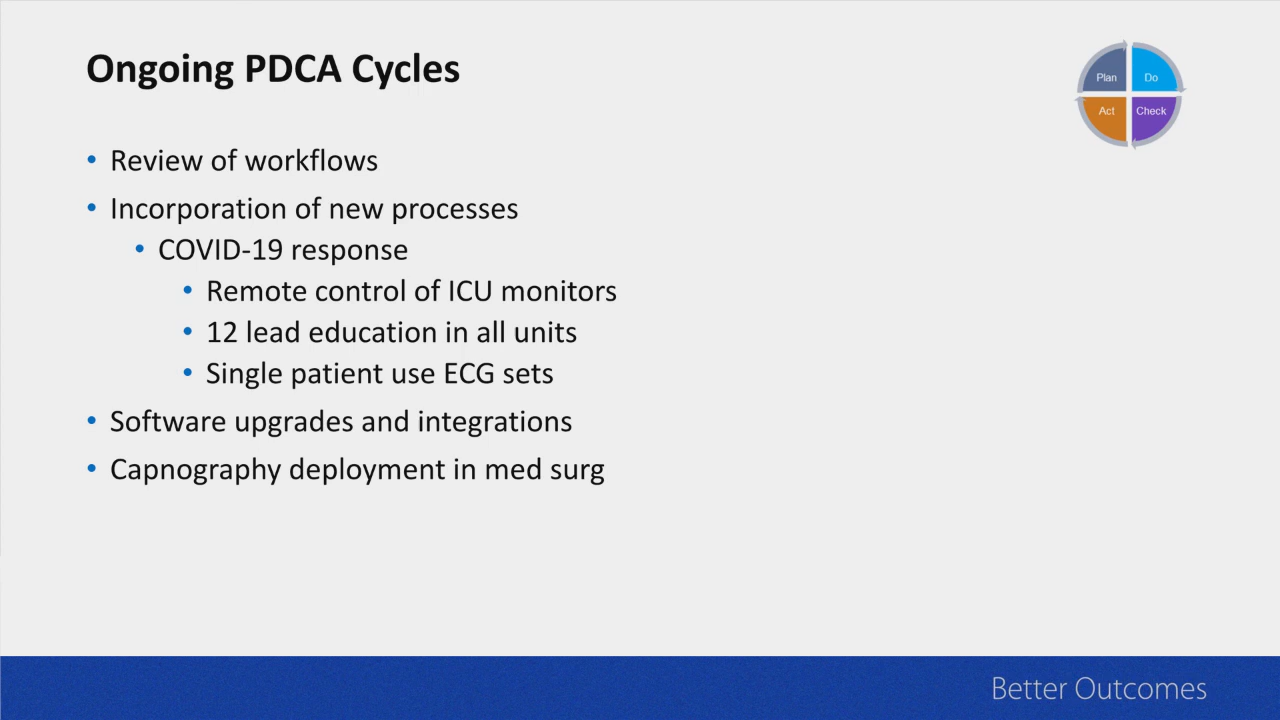 Ongoing PDCA Cycles
Plan
Do
Act
Check
• Review of workflows
• Incorporation of new processes
• COVID-19 response
• Remote control of ICU monitors
• 12 lead education in all units
• Single patient use ECG sets
• Software upgrades and integrations
• Capnography deployment in med surg
Better Outcomes